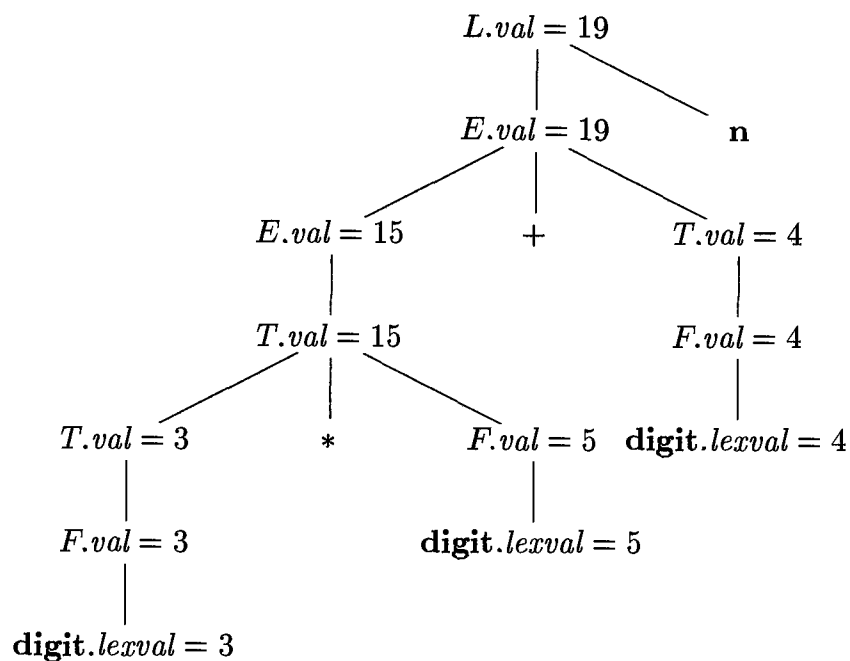 L.val = 19
E.val = 19 n
E.val = 15 + T.val = 4
T.val = 15 F.val = 4
T.val = 3 * F.val = 5 digit.lexval = 4
F.val = 3 digit.lexval = 5
digit.lexval = 3